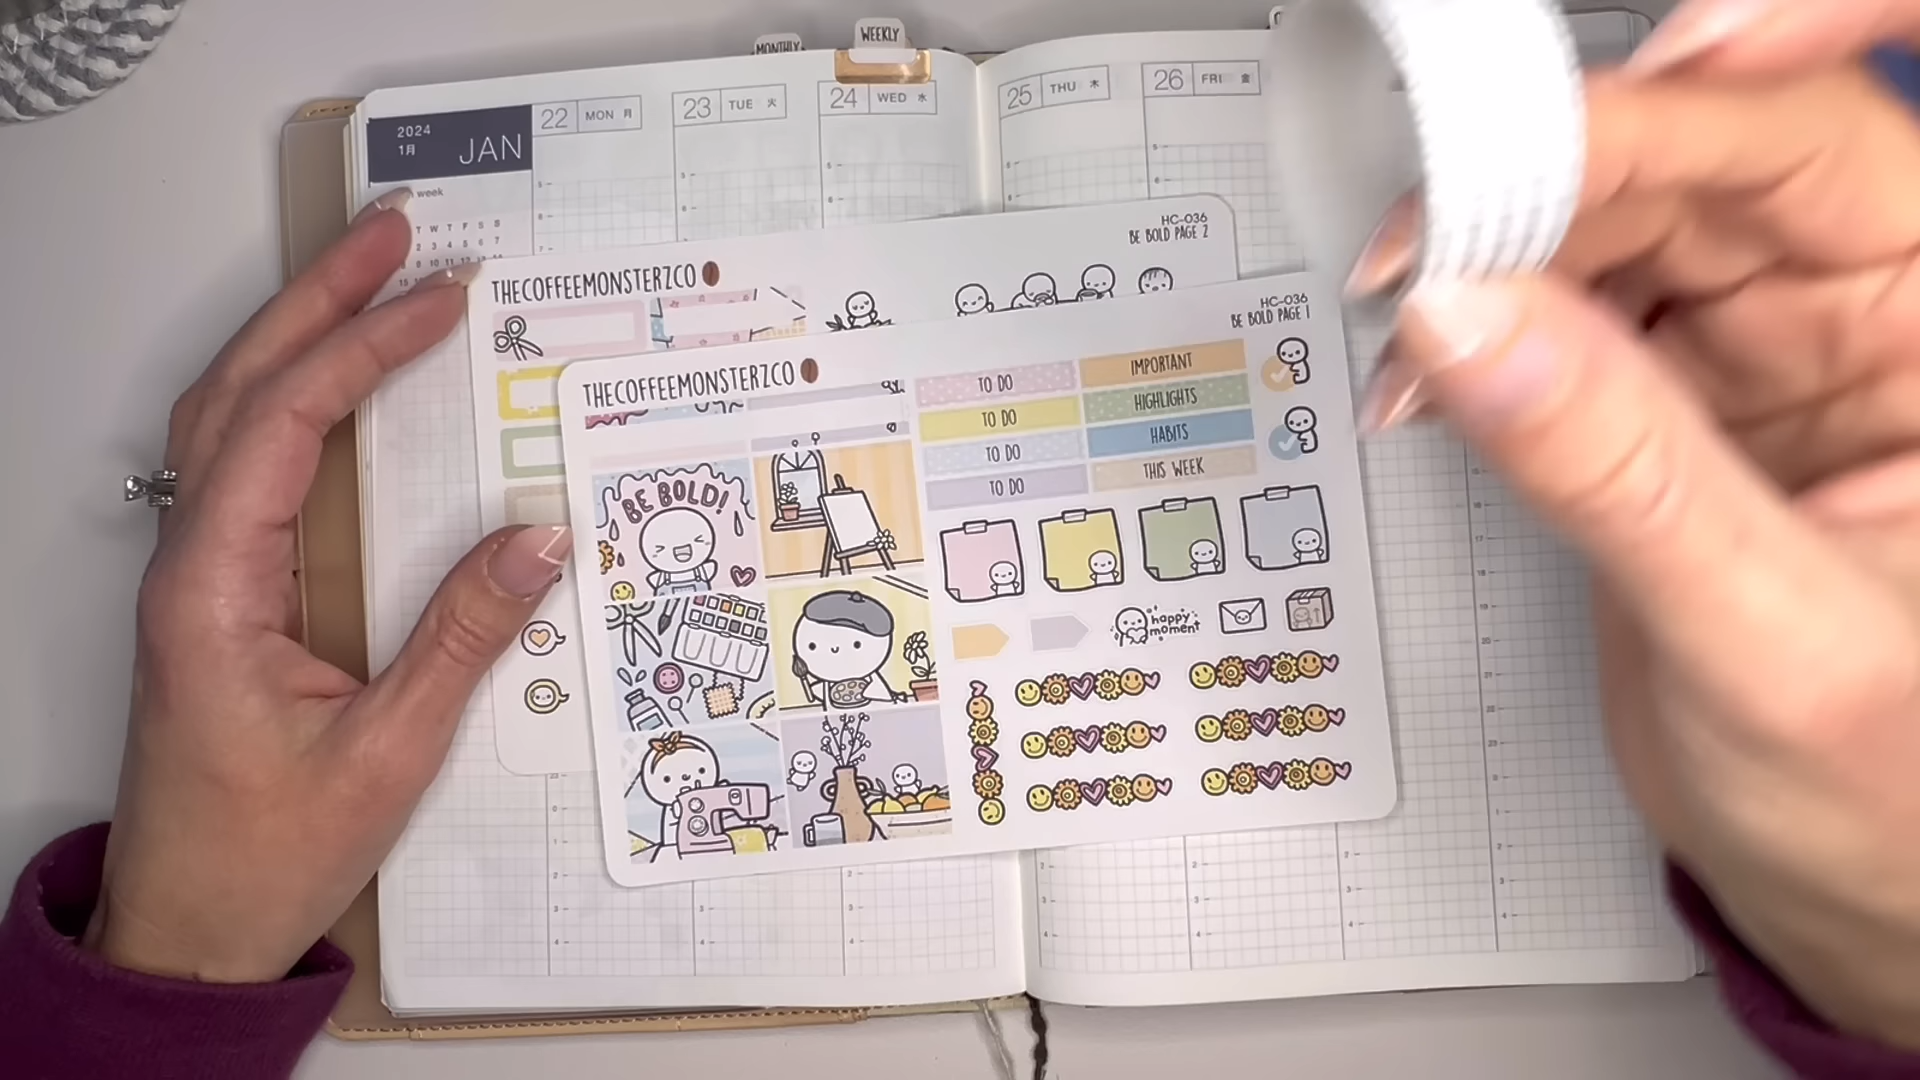 MONTHLY
WEEKLY
2024
1月
JAN
22 MON 月
23 TUE 火
24 WED 水
25 THU 木
26 FRI 金
week
T W T F S S
HC-036
BE BOLD PAGE 2
THECOFFEEMONSTERZCO
HC-036
BE BOLD PAGE 1
THECOFFEEMONSTERZCO
TO DO
IMPORTANT
TO DO
HIGHLIGHTS
TO DO
HABITS
TO DO
THIS WEEK
BE BOLD!
happy
moment